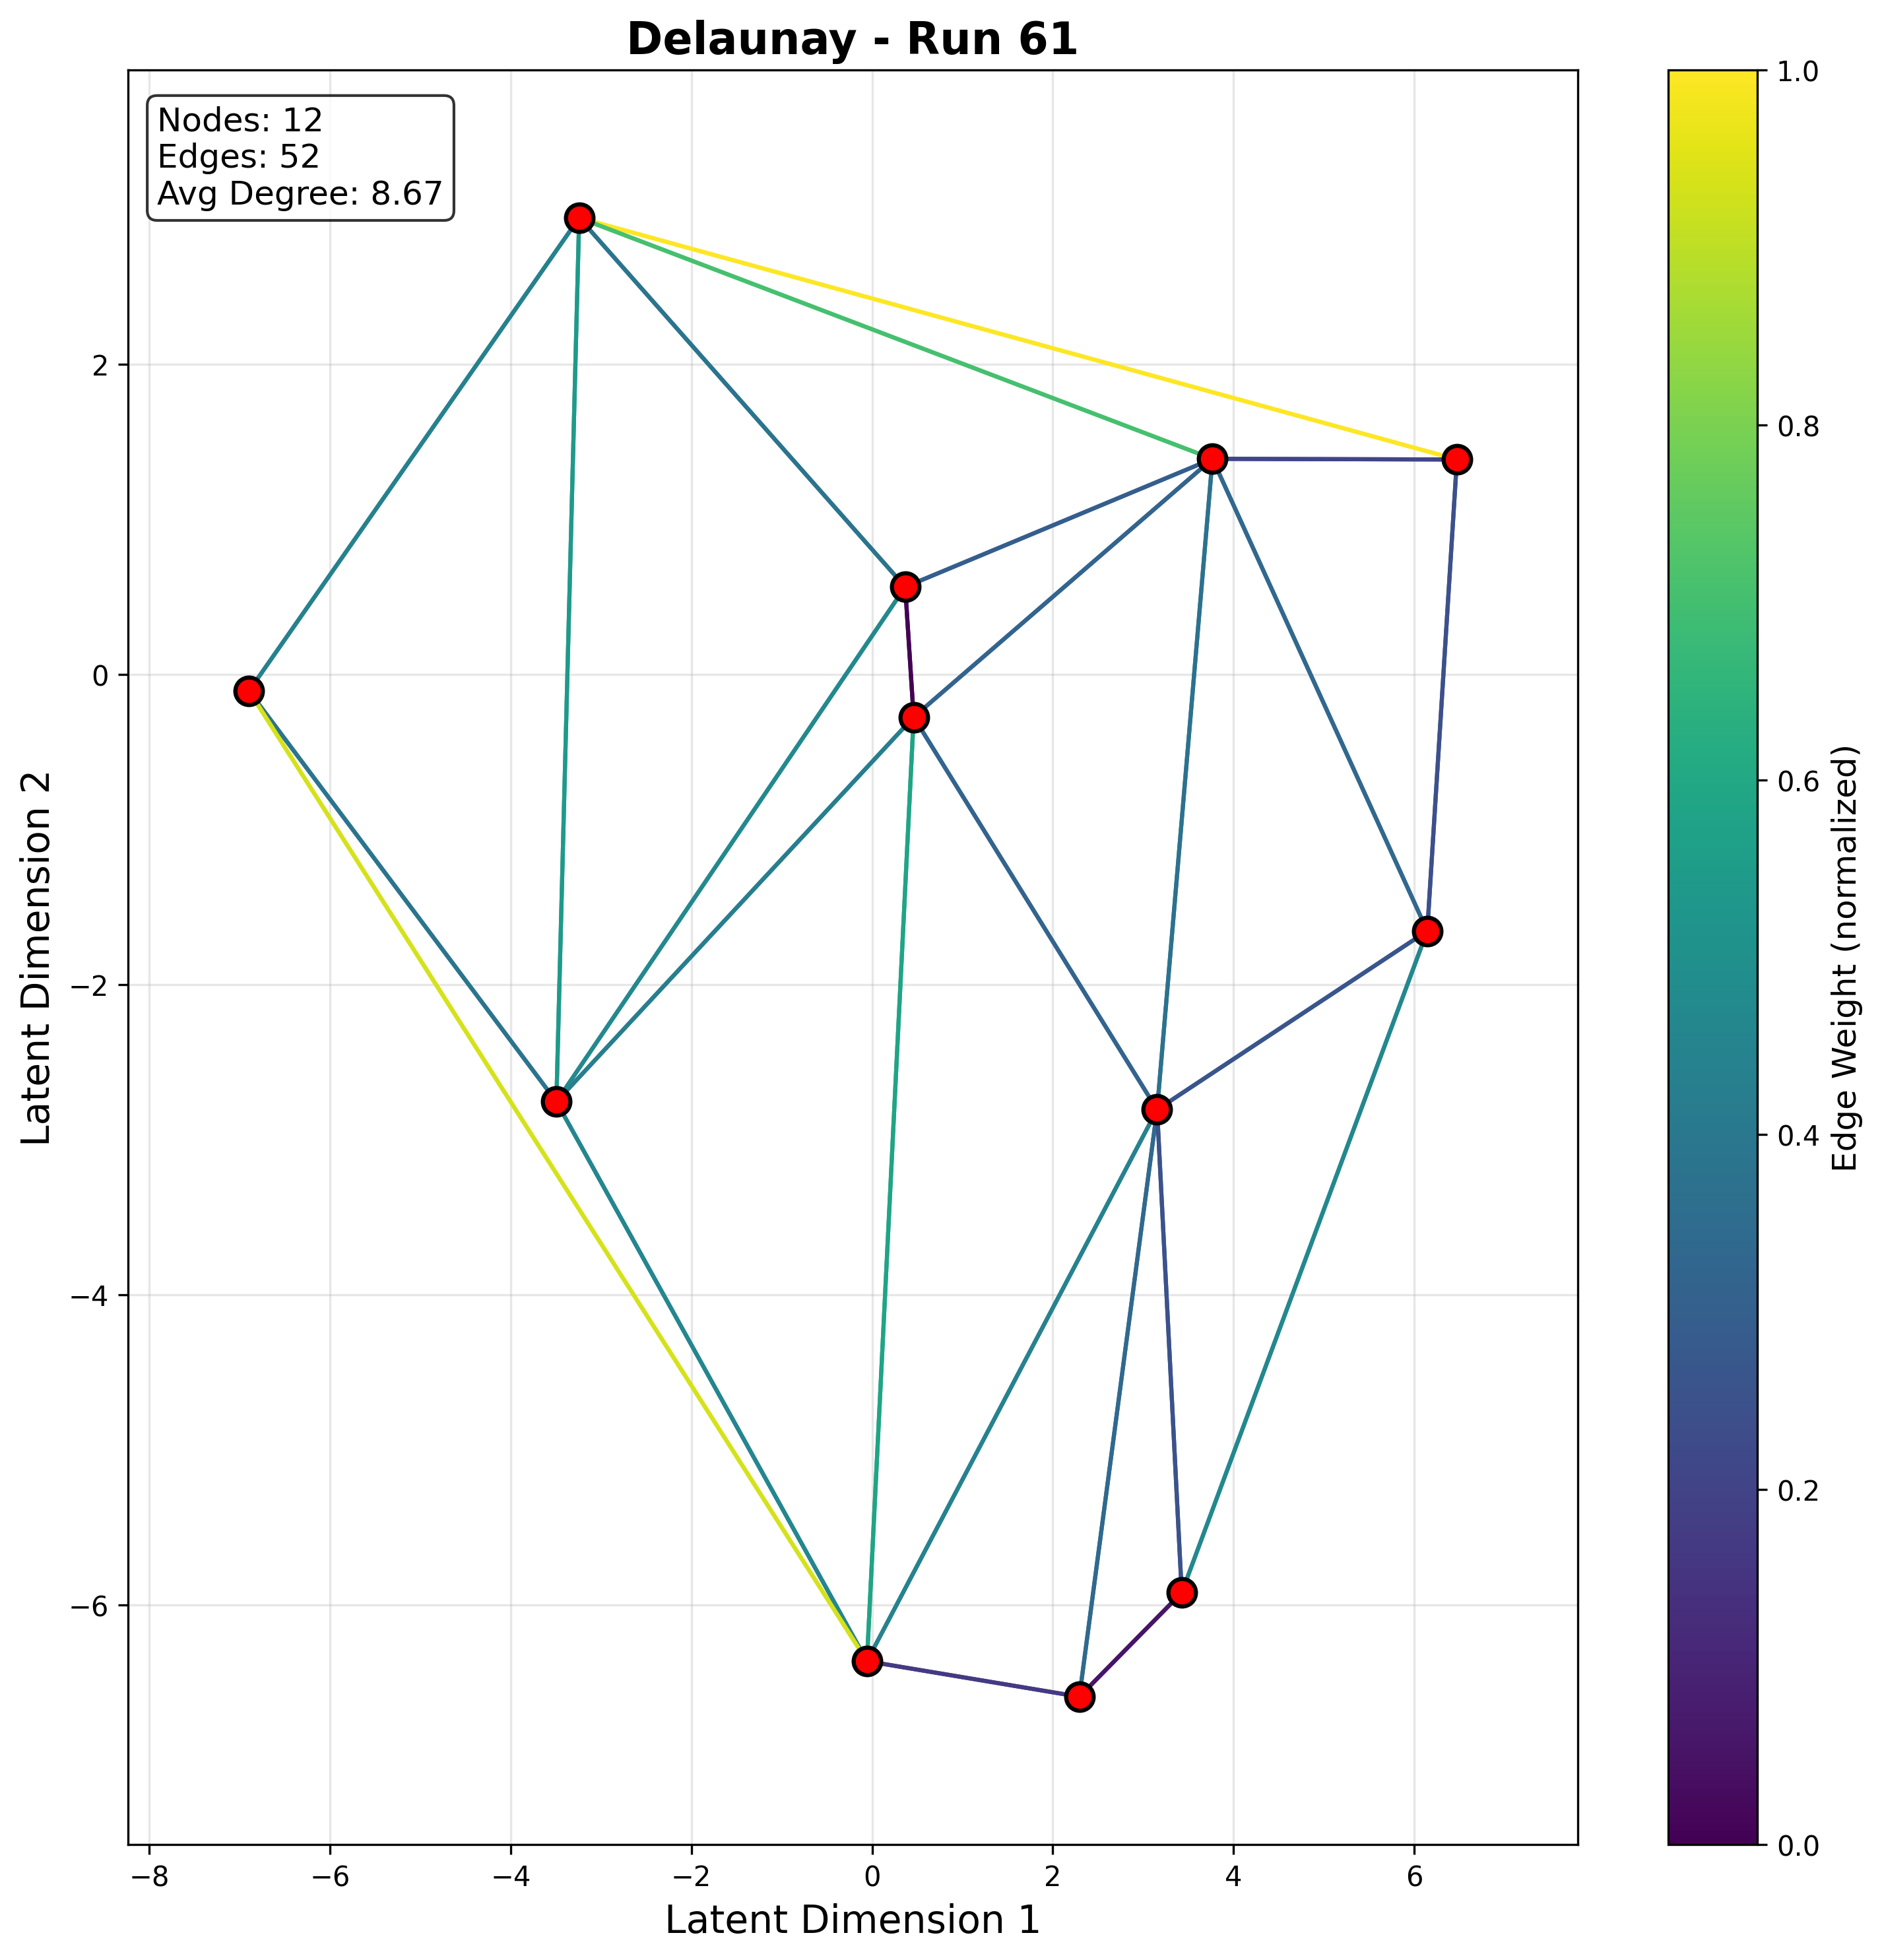 Delaunay - Run 61
Nodes: 12
Edges: 52
Avg Degree: 8.67
2
0
−2
−4
−6
Latent Dimension 2
−8
−6
−4
−2
0
2
4
6
Latent Dimension 1
1.0
0.8
0.6
0.4
0.2
0.0
Edge Weight (normalized)